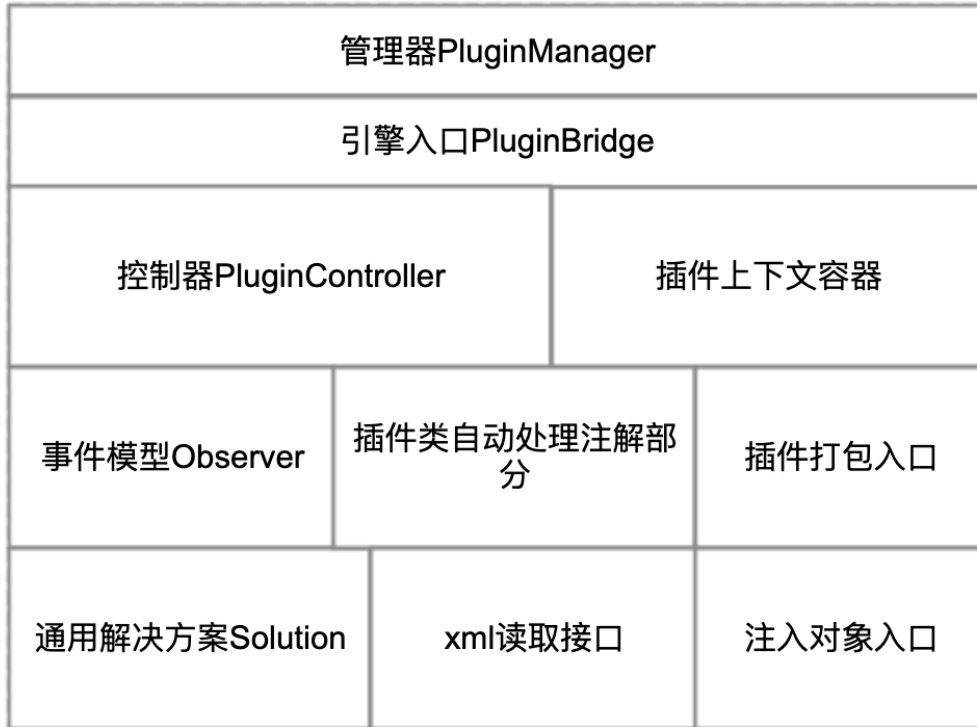 管理器PluginManager
引擎入口PluginBridge
控制器PluginController
插件上下文容器
事件模型Observer
插件类自动处理注解部
分
插件打包入口
通用解决方案Solution
xml读取接口
注入对象入口